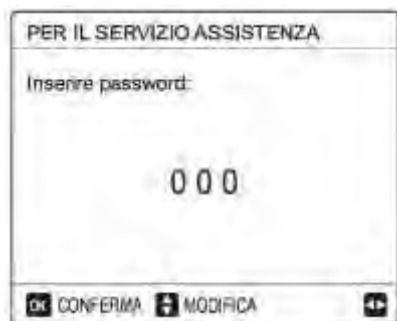 PER IL SERVIZIO ASSISTENZA
Inserire password:
0 0 0
OK CONFERMA MODIFICA